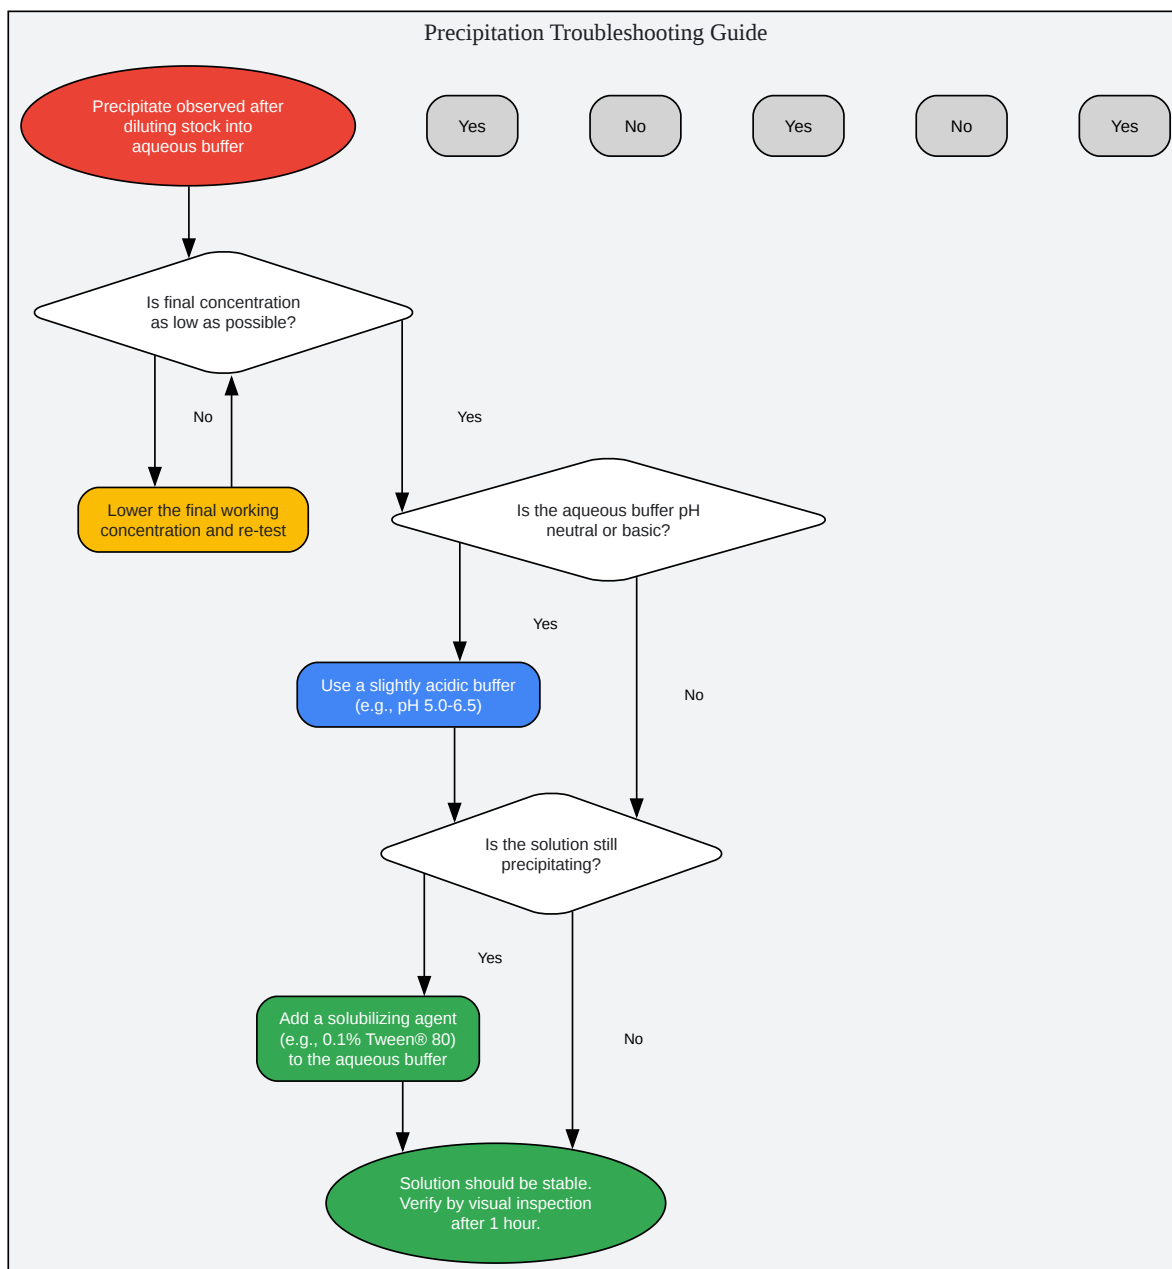 Precipitation Troubleshooting Guide
Precipitate observed after
diluting stock into
aqueous buffer
Yes
No
Yes
No
Yes
Is final concentration
as low as possible?
No
Yes
Lower the final working
concentration and re-test
Is the aqueous buffer pH
neutral or basic?
Yes
Use a slightly acidic buffer
(e.g., pH 5.0-6.5)
No
Is the solution still
precipitating?
Yes
Add a solubilizing agent
(e.g., 0.1% Tween® 80)
to the aqueous buffer
No
Solution should be stable.
Verify by visual inspection
after 1 hour.